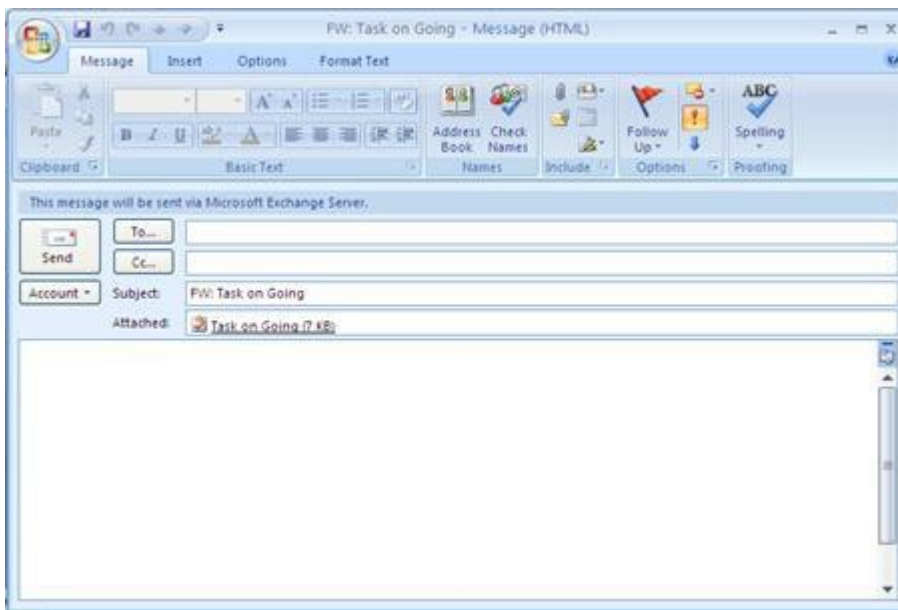 FW: Task on Going - Message (HTML)
Message Insert Options Format Text
Paste
B I U A
Address Book
Check Names
Follow Up
ABC
Spelling
Clipboard Basic Text Names Include Options Proofing
This message will be sent via Microsoft Exchange Server.
Send
To...
Cc...
Account Subject: FW: Task on Going
Attached: Task on Going (7 KB)